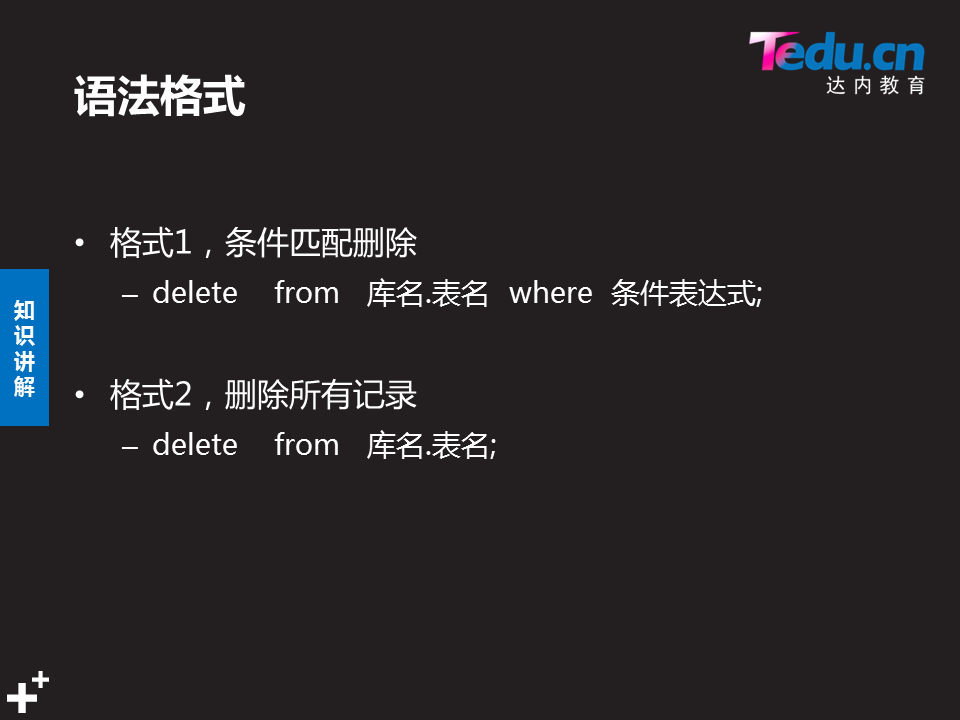 Tedu.cn
达内教育
语法格式
• 格式1，条件匹配删除
– delete from 库名.表名 where 条件表达式;
知识讲解
• 格式2，删除所有记录
– delete from 库名.表名;